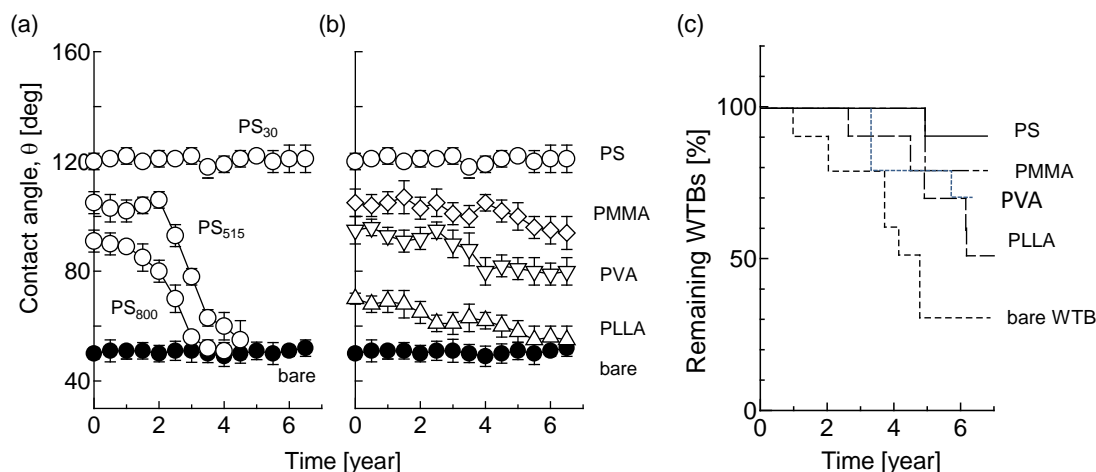 (a)
(b)
(c)
Contact angle, θ [deg]
160
120
80
40
PS30
PS515
PS800
bare
0 2 4 6
PS
PMMA
PVA
PLLA
bare
0 2 4 6
Time [year]
Remaining WTBs [%]
100
50
0
PS
PMMA
PVA
PLLA
bare WTB
0 2 4 6
Time [year]